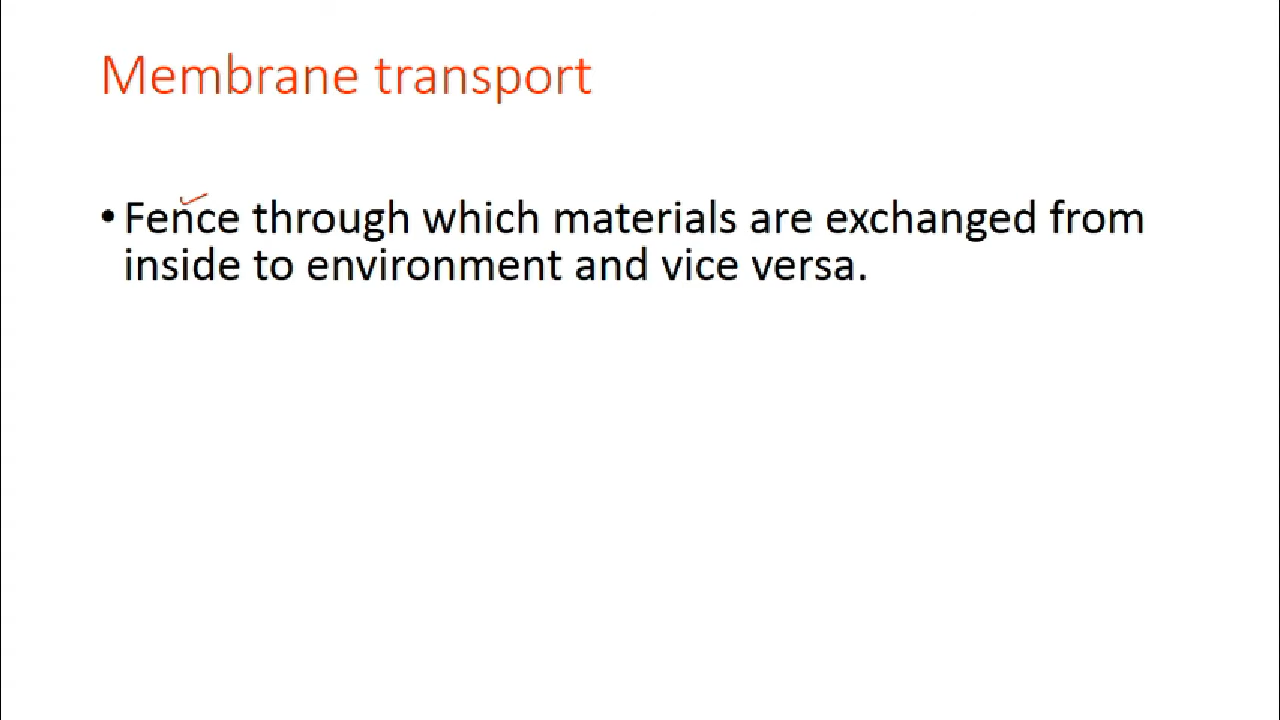 Membrane transport
• Fence through which materials are exchanged from
inside to environment and vice versa.